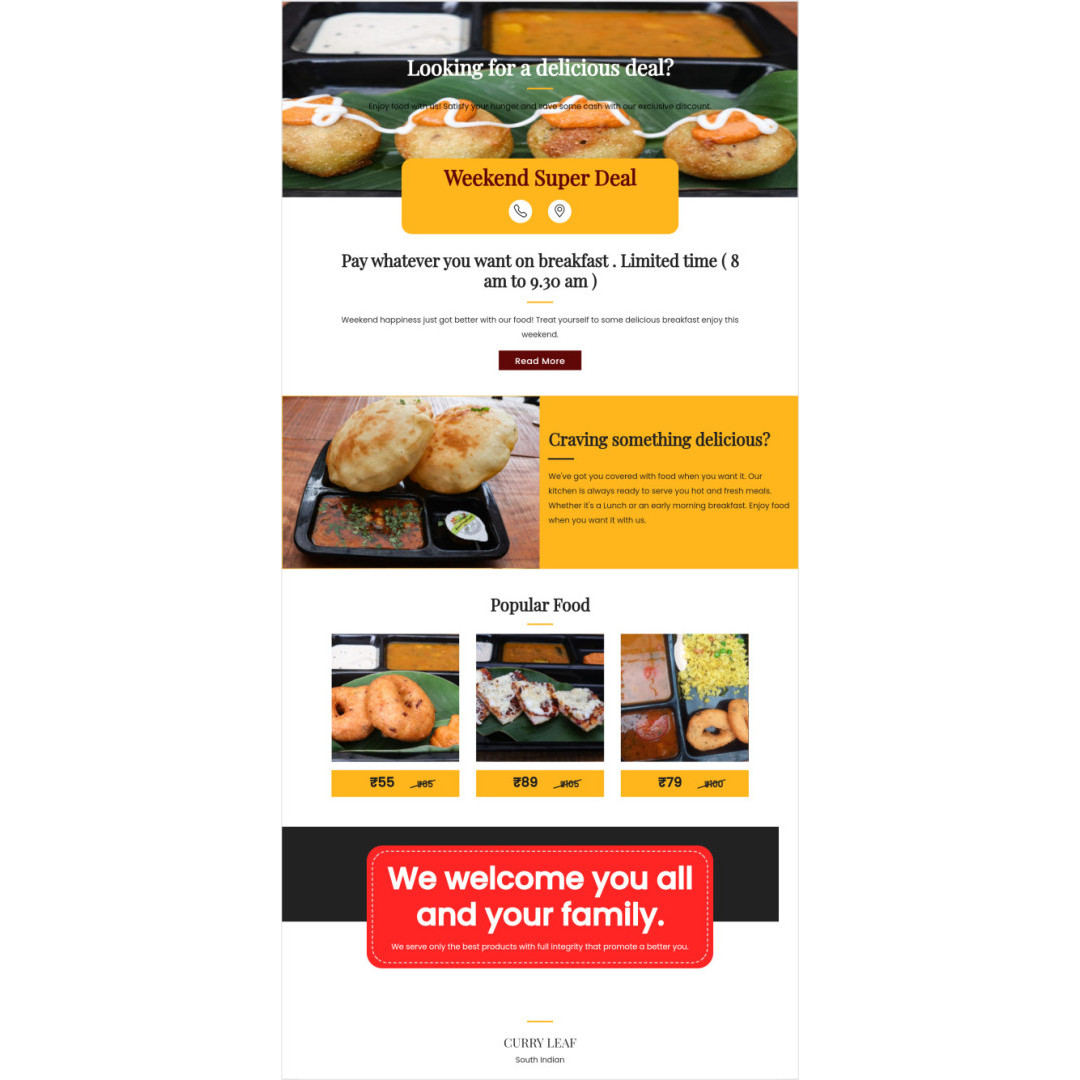 Looking for a delicious deal?
Enjoy food with us! Satisfy your hunger and save some cash with our exclusive discount.
Weekend Super Deal
Pay whatever you want on breakfast . Limited time ( 8
am to 9.30 am )
Weekend happiness just got better with our food! Treat yourself to some delicious breakfast enjoy this
weekend.
Read More
Craving something delicious?
We've got you covered with food when you want it. Our
kitchen is always ready to serve you hot and fresh meals.
Whether it's a Lunch or an early morning breakfast. Enjoy food
when you want it with us.
Popular Food
₹55 ₹65 ₹89 ₹105 ₹79 ₹100
We welcome you all
and your family.
We serve only the best products with full integrity that promote a better you.
CURRY LEAF
South Indian